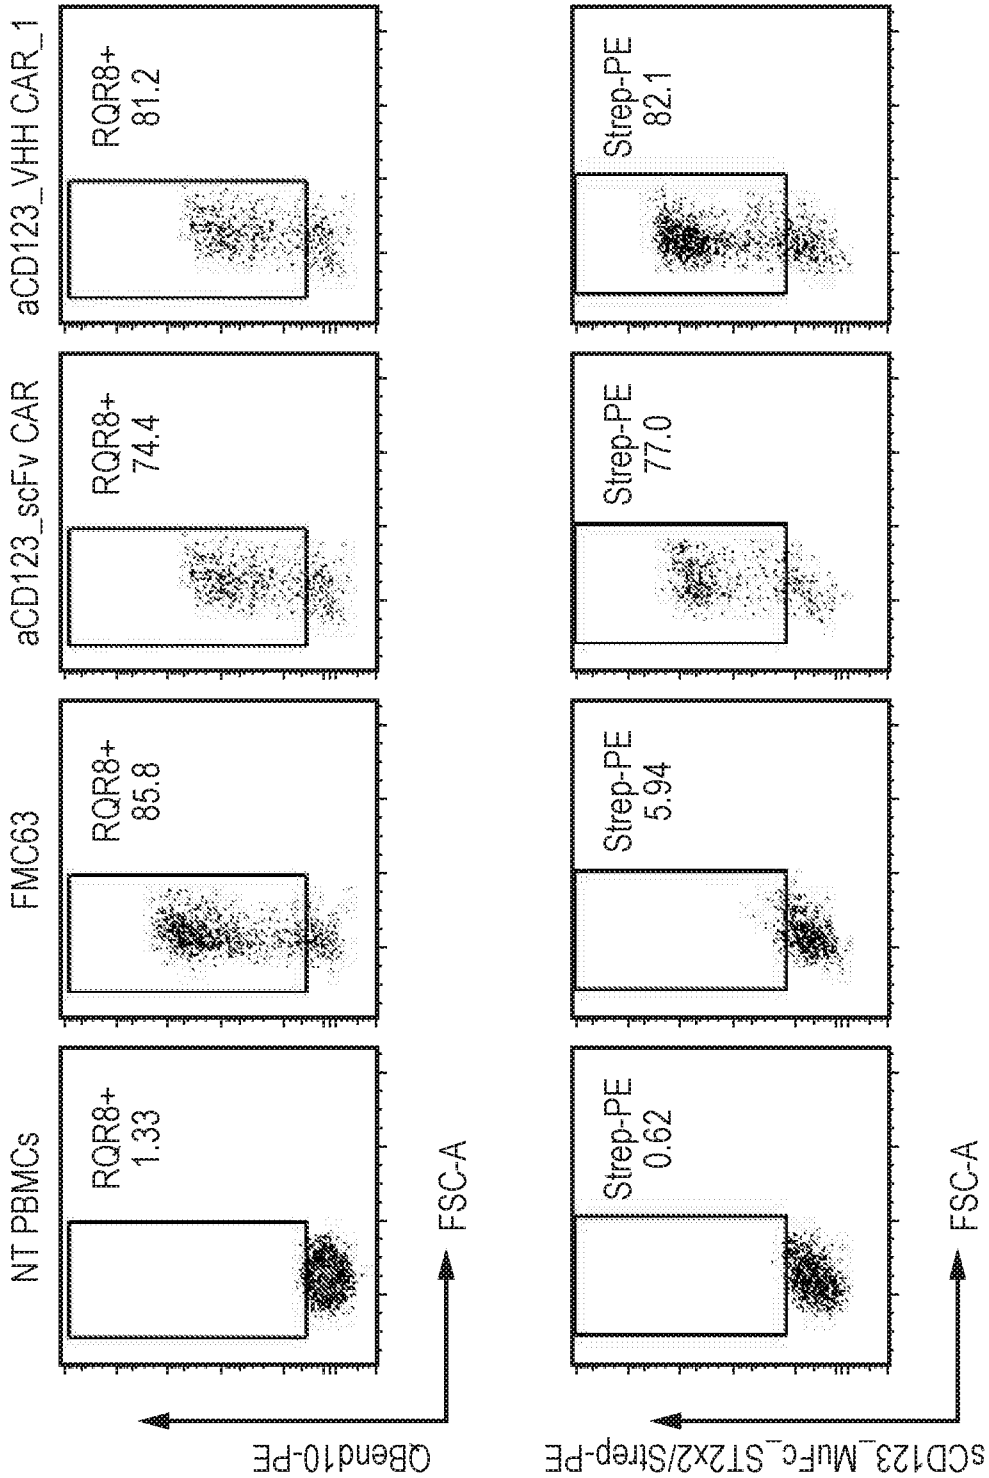 NT PBMCs
FMC63
aCD123_scFv CAR
aCD123_VHH CAR_1
QBend10-PE
RQR8+
1.33
RQR8+
85.8
RQR8+
74.4
RQR8+
81.2
FSC-A
sCD123_MuFc_ST2x2/Strep-PE
Strep-PE
0.62
Strep-PE
5.94
Strep-PE
77.0
Strep-PE
82.1
FSC-A